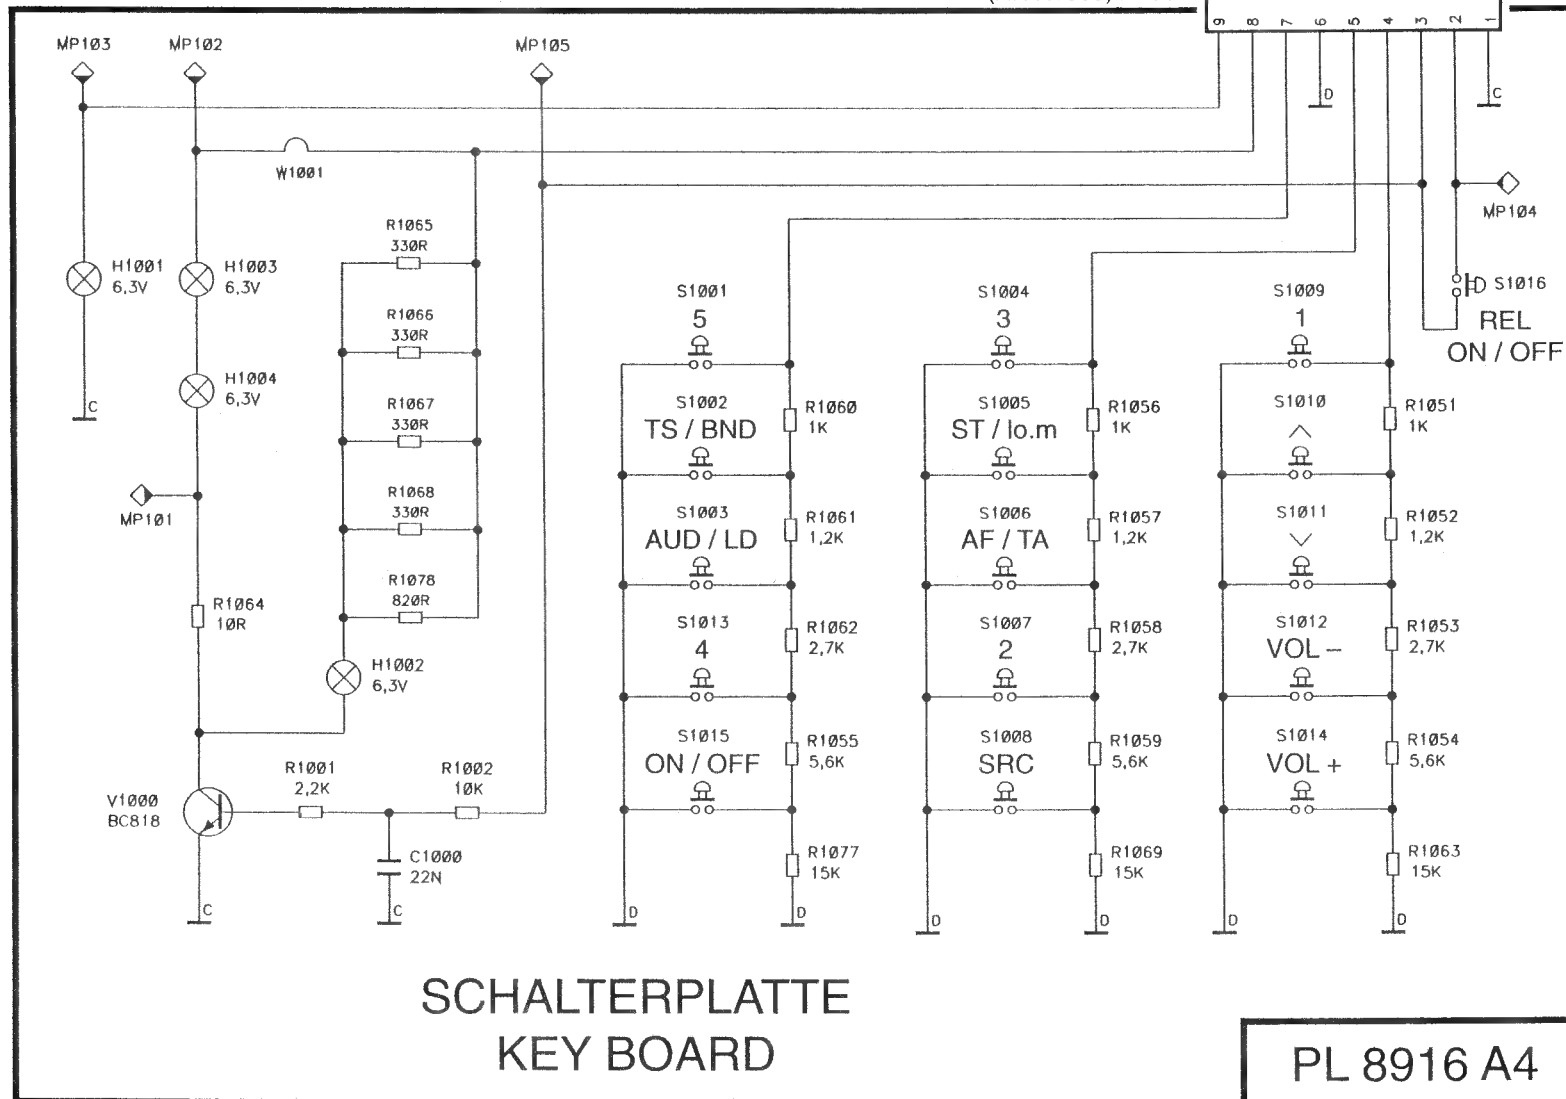 9 8 7 6 5 4 3 2 1
MP103
MP102
MP105
D
C
W1001
MP104
R1065
330R
H1001
6,3V
H1003
6,3V
S1016
REL
ON / OFF
S1001
5
S1004
3
S1009
1
R1066
330R
H1004
6,3V
C
R1067
330R
S1002
TS / BND
R1060
1K
S1005
ST / lo.m
R1056
1K
S1010
^
R1051
1K
MP101
R1068
330R
S1003
AUD / LD
R1061
1,2K
S1006
AF / TA
R1057
1,2K
S1011
R1052
1,2K
R1078
820R
R1064
10R
S1013
4
R1062
2,7K
S1007
2
R1058
2,7K
S1012
VOL –
R1053
2,7K
H1002
6,3V
S1015
ON / OFF
R1055
5,6K
S1008
SRC
R1059
5,6K
S1014
VOL +
R1054
5,6K
R1001
2,2K
R1002
10K
V1000
BC818
C1000
22N
R1077
15K
R1069
15K
R1063
15K
C
C
D
D
D
D
D
D
SCHALTERPLATTE
KEY BOARD
PL 8916 A4